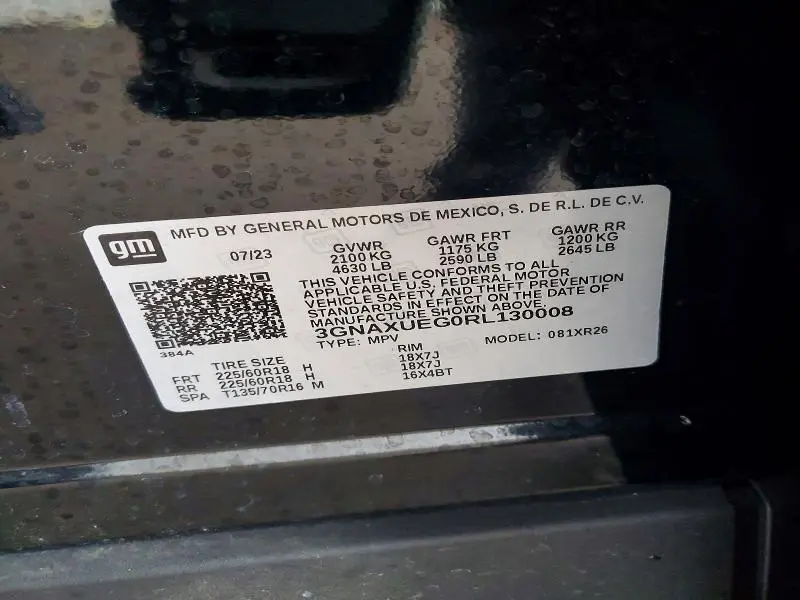 gm MFD BY GENERAL MOTORS DE MEXICO, S. DE R.L. DE C.V.
07/23 GVWR GAWR FRT GAWR RR
2100 KG 1175 KG 1200 KG
4630 LB 2590 LB 2645 LB
THIS VEHICLE CONFORMS TO ALL
APPLICABLE U.S. FEDERAL MOTOR
VEHICLE SAFETY AND THEFT PREVENTION
STANDARDS IN EFFECT ON THE DATE OF
MANUFACTURE SHOWN ABOVE.
3GNAXUEG0RL130008
TYPE: MPV MODEL: 081XR26
384A
TIRE SIZE RIM
FRT 225/60R18 H 18X7J
RR 225/60R18 H 18X7J
SPA T135/70R16 M 16X4BT